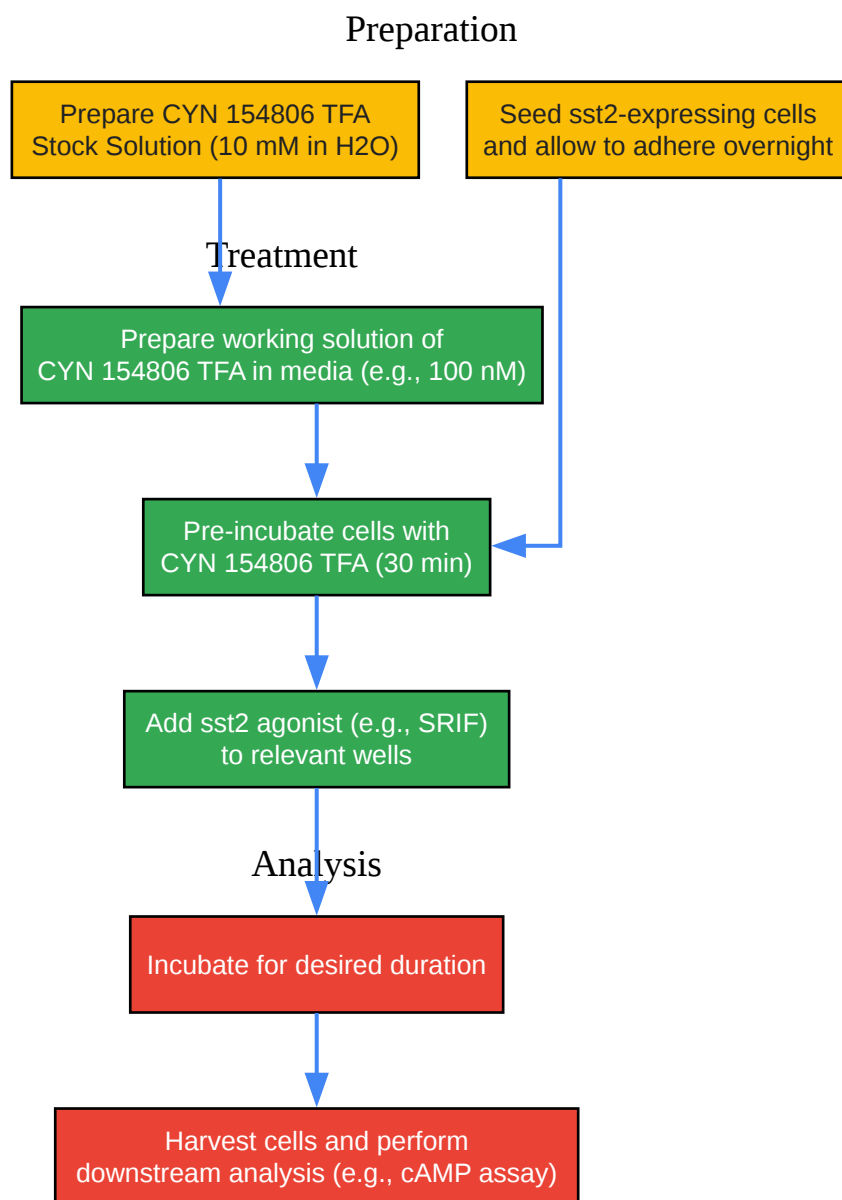 Preparation
Prepare CYN 154806 TFA
Stock Solution (10 mM in H2O)
Seed sst2-expressing cells
and allow to adhere overnight
Treatment
Prepare working solution of
CYN 154806 TFA in media (e.g., 100 nM)
Pre-incubate cells with
CYN 154806 TFA (30 min)
Add sst2 agonist (e.g., SRIF)
to relevant wells
Analysis
Incubate for desired duration
Harvest cells and perform
downstream analysis (e.g., cAMP assay)